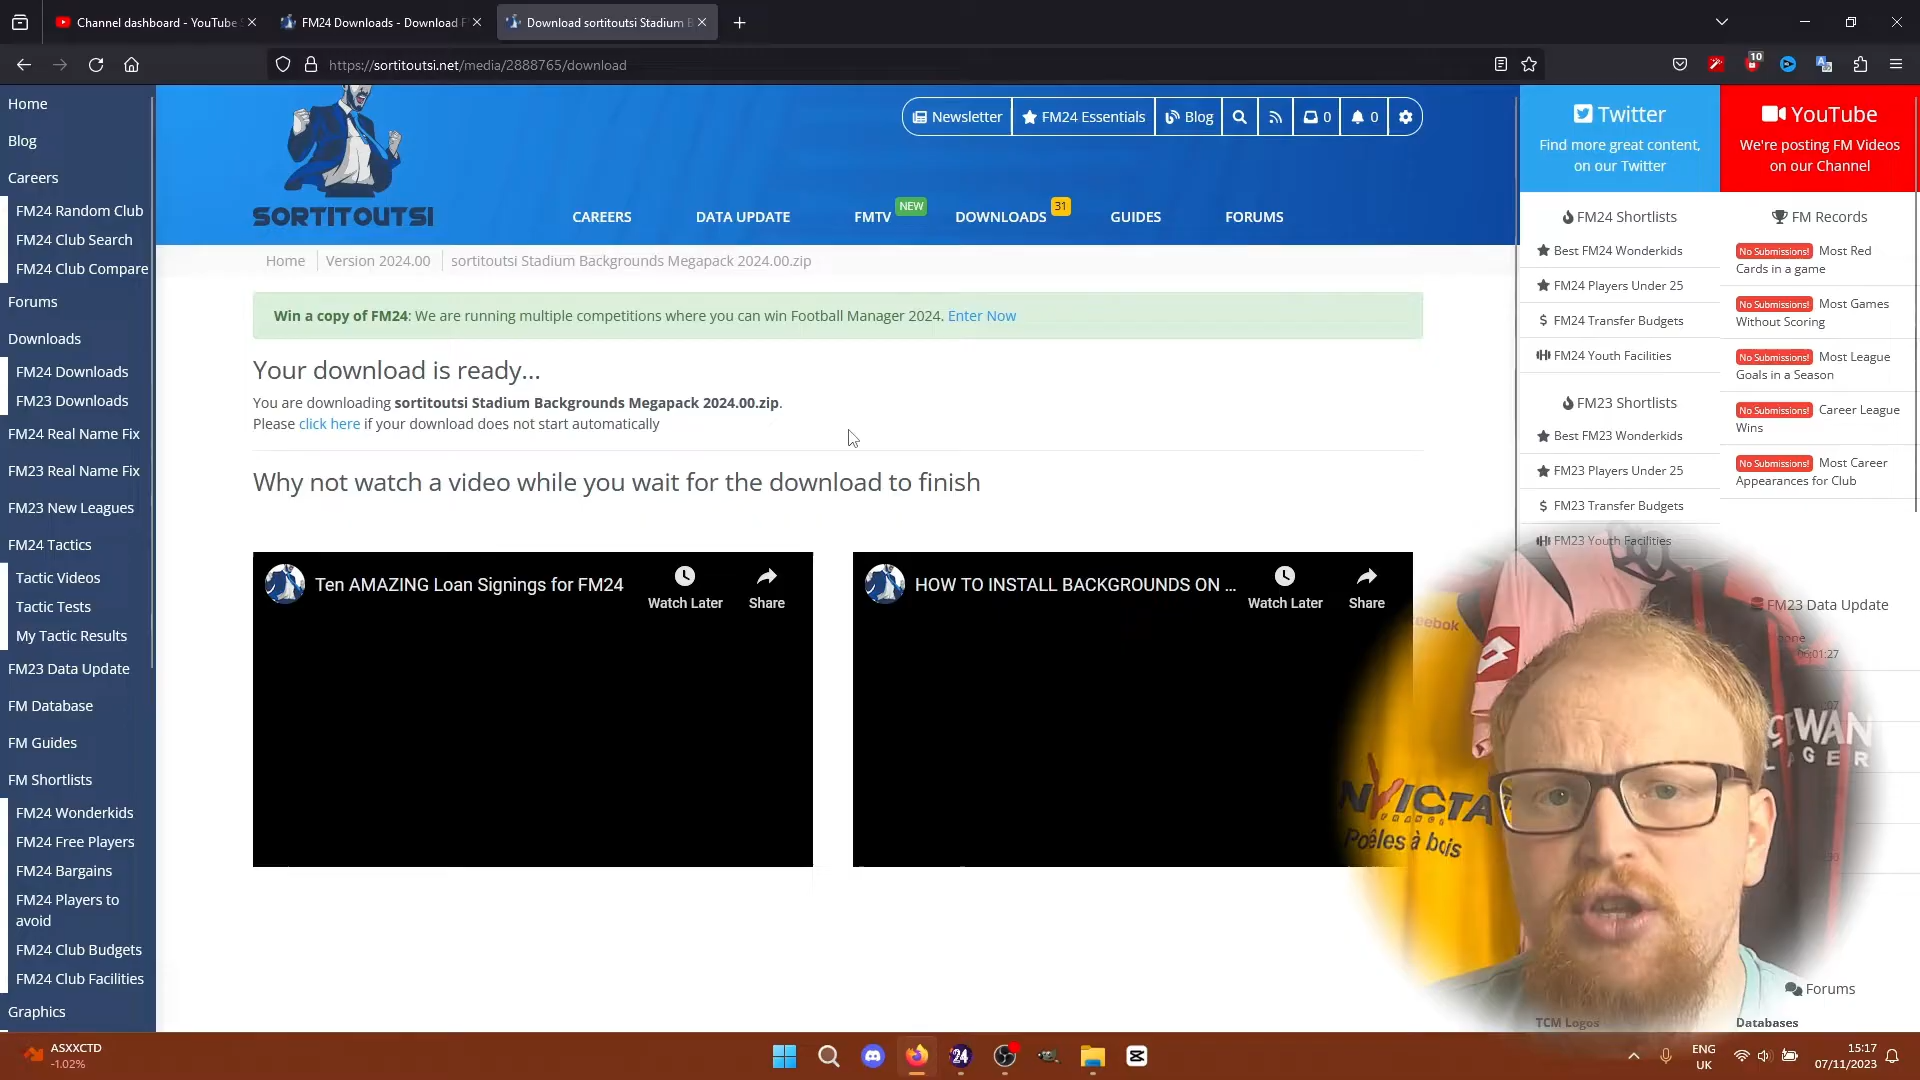 Channel dashboard - YouTube S
FM24 Downloads - Download F
Download sortitoutsi Stadium B
https://sortitoutsi.net/media/2888765/download
10
Home
Blog
Careers
FM24 Random Club
FM24 Club Search
FM24 Club Compare
Forums
Downloads
FM24 Downloads
FM23 Downloads
FM24 Real Name Fix
FM23 Real Name Fix
FM23 New Leagues
FM24 Tactics
Tactic Videos
Tactic Tests
My Tactic Results
FM23 Data Update
FM Database
FM Guides
FM Shortlists
FM24 Wonderkids
FM24 Free Players
FM24 Bargains
FM24 Players to
avoid
FM24 Club Budgets
FM24 Club Facilities
Graphics
SORTITOUTSI
Newsletter
FM24 Essentials
Blog
0
0
CAREERS
DATA UPDATE
FMTV NEW
DOWNLOADS 31
GUIDES
FORUMS
Home
Version 2024.00
sortitoutsi Stadium Backgrounds Megapack 2024.00.zip
Win a copy of FM24: We are running multiple competitions where you can win Football Manager 2024. Enter Now
Your download is ready...
You are downloading sortitoutsi Stadium Backgrounds Megapack 2024.00.zip.
Please click here if your download does not start automatically
Why not watch a video while you wait for the download to finish
Ten AMAZING Loan Signings for FM24
Watch Later
Share
HOW TO INSTALL BACKGROUNDS ON ...
Watch Later
Share
Twitter
Find more great content,
on our Twitter
YouTube
We're posting FM Videos
on our Channel
FM24 Shortlists
Best FM24 Wonderkids
FM24 Players Under 25
$ FM24 Transfer Budgets
FM24 Youth Facilities
FM23 Shortlists
Best FM23 Wonderkids
FM23 Players Under 25
$ FM23 Transfer Budgets
FM23 Youth Facilities
FM Records
No Submissions! Most Red
Cards in a game
No Submissions! Most Games
Without Scoring
No Submissions! Most League
Goals in a Season
No Submissions! Career League
Wins
No Submissions! Most Career
Appearances for Club
FM23 Data Update
Reebok
INVICTA
FRANCE
Poêles à bois
LAGER
Forums
TCM Logos
Databases
ASXXCTD
-1.02%
24
ENG
UK
15:17
07/11/2023